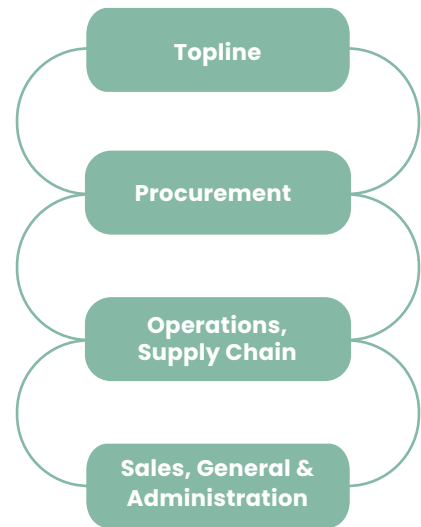 Topline
Procurement
Operations,
Supply Chain
Sales, General &
Administration